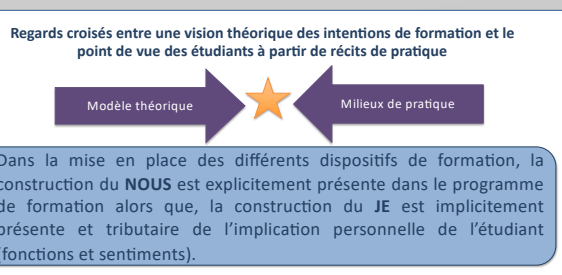 Regards croisés entre une vision théorique des intentions de formation et le
point de vue des étudiants à partir de récits de pratique
Modèle théorique
Milieux de pratique
Dans la mise en place des différents dispositifs de formation, la
construction du NOUS est explicitement présente dans le programme
de formation alors que, la construction du JE est implicitement
présente et tributaire de l'implication personnelle de l'étudiant
(fonctions et sentiments).